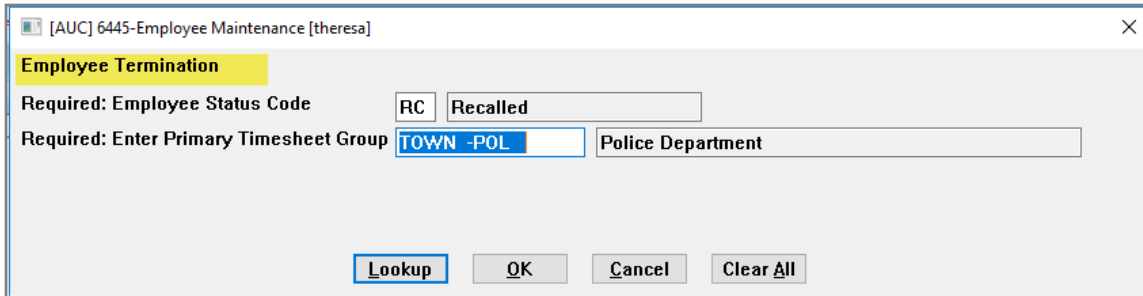 [AUC] 6445-Employee Maintenance [theresa]
Employee Termination
Required: Employee Status Code RC Recalled
Required: Enter Primary Timesheet Group TOWN -POL Police Department
Lookup OK Cancel Clear All